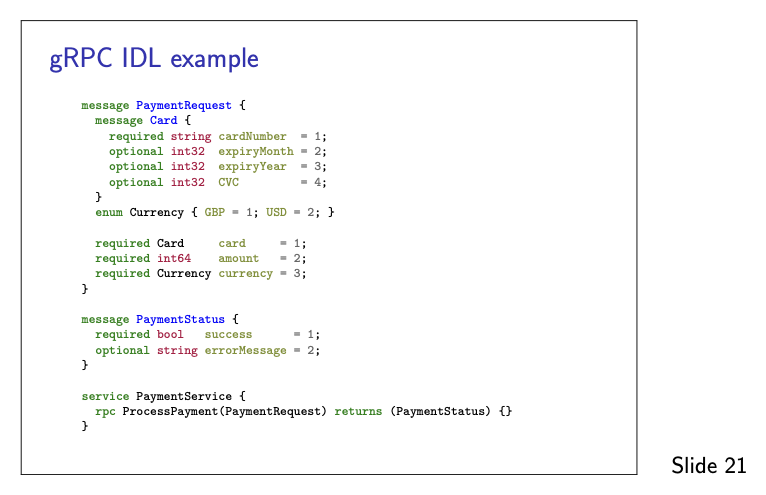 gRPC IDL example
message PaymentRequest {
  message Card {
    required string cardNumber  = 1;
    optional int32  expiryMonth = 2;
    optional int32  expiryYear  = 3;
    optional int32  CVC         = 4;
  }
  enum Currency { GBP = 1; USD = 2; }

  required Card     card     = 1;
  required int64    amount   = 2;
  required Currency currency = 3;
}

message PaymentStatus {
  required bool   success      = 1;
  optional string errorMessage = 2;
}

service PaymentService {
  rpc ProcessPayment(PaymentRequest) returns (PaymentStatus) {}
}
Slide 21